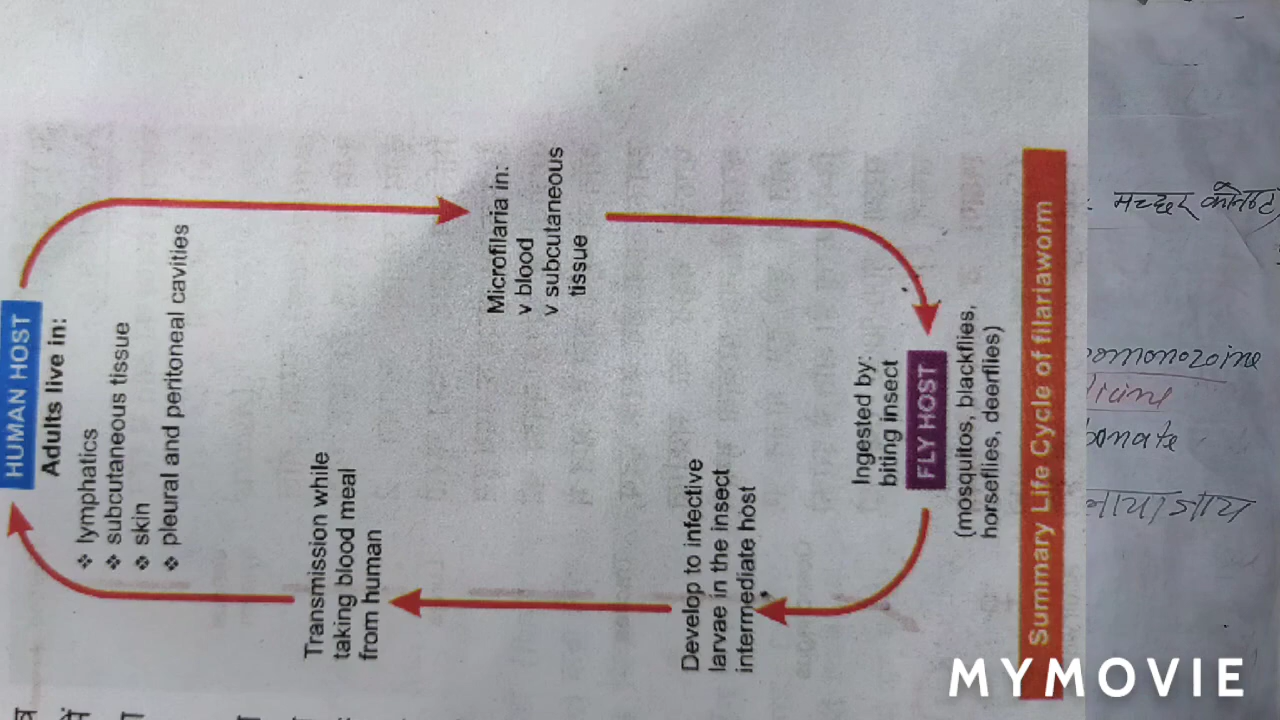 HUMAN HOST
Adults live in:
❖ lymphatics
❖ subcutaneous tissue
❖ skin
❖ pleural and peritoneal cavities
Microfilaria in:
v blood
v subcutaneous
tissue
Ingested by:
biting insect
FLY HOST
(mosquitos, blackflies,
horseflies, deerflies)
Develop to infective
larvae in the insect
intermediate host
Transmission while
taking blood meal
from human
Summary Life Cycle of filariaworm
मच्छर
MYMOVIE